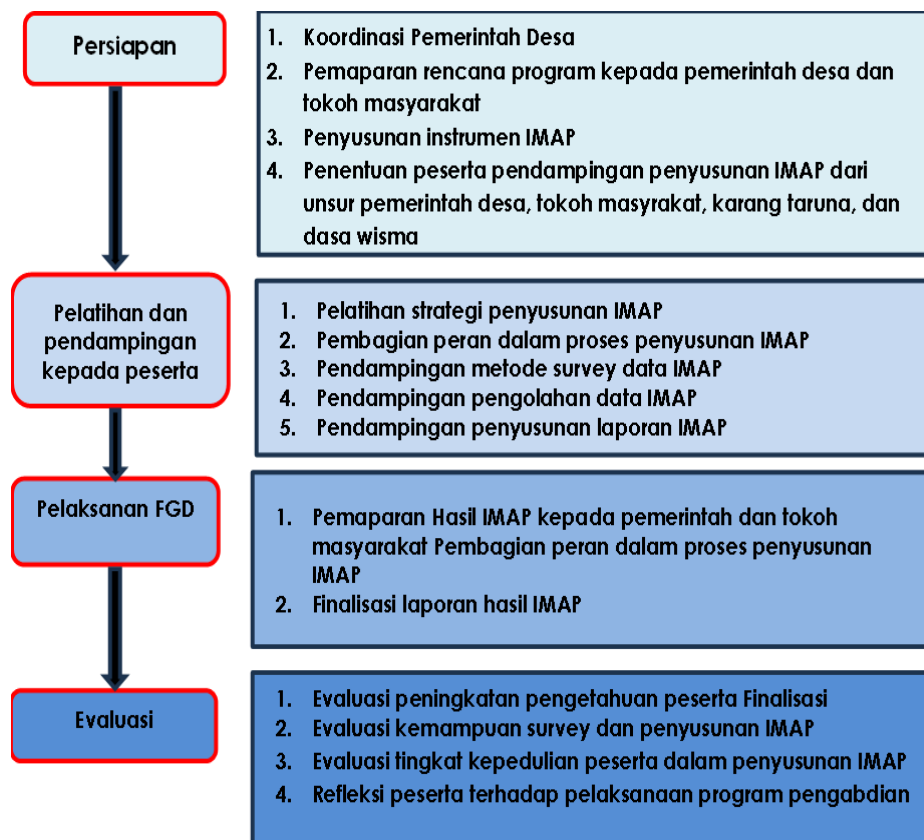 Persiapan
1. Koordinasi Pemerintah Desa
2. Pemaparan rencana program kepada pemerintah desa dan
tokoh masyarakat
3. Penyusunan instrumen IMAP
4. Penentuan peserta pendampingan penyusunan IMAP dari
unsur pemerintah desa, tokoh masyrakat, karang taruna, dan
dasa wisma
Pelatihan dan
pendampingan
kepada peserta
1. Pelatihan strategi penyusunan IMAP
2. Pembagian peran dalam proses penyusunan IMAP
3. Pendampingan metode survey data IMAP
4. Pendampingan pengolahan data IMAP
5. Pendampingan penyusunan laporan IMAP
Pelaksanan FGD
1. Pemaparan Hasil IMAP kepada pemerintah dan tokoh
masyarakat Pembagian peran dalam proses penyusunan
IMAP
2. Finalisasi laporan hasil IMAP
Evaluasi
1. Evaluasi peningkatan pengetahuan peserta Finalisasi
2. Evaluasi kemampuan survey dan penyusunan IMAP
3. Evaluasi tingkat kepedulian peserta dalam penyusunan IMAP
4. Refleksi peserta terhadap pelaksanaan program pengabdian